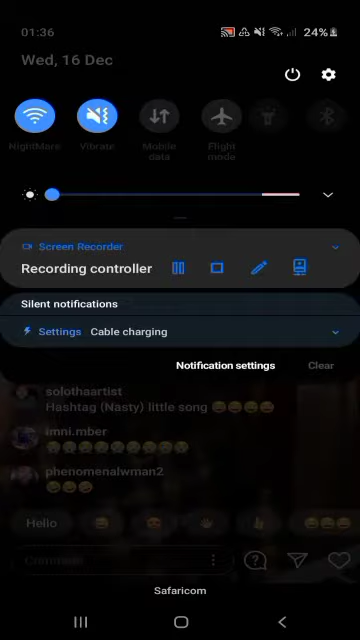 01:36
24%
Wed, 16 Dec
NightMare
Vibrate
Mobile data
Flight mode
Screen Recorder
Recording controller
Silent notifications
Settings Cable charging
Notification settings Clear
solothaartist
Hashtag (Nasty) little song 😅😅😅😅
imni.mber
phenomenalwman2
Hello
Comment
Safaricom